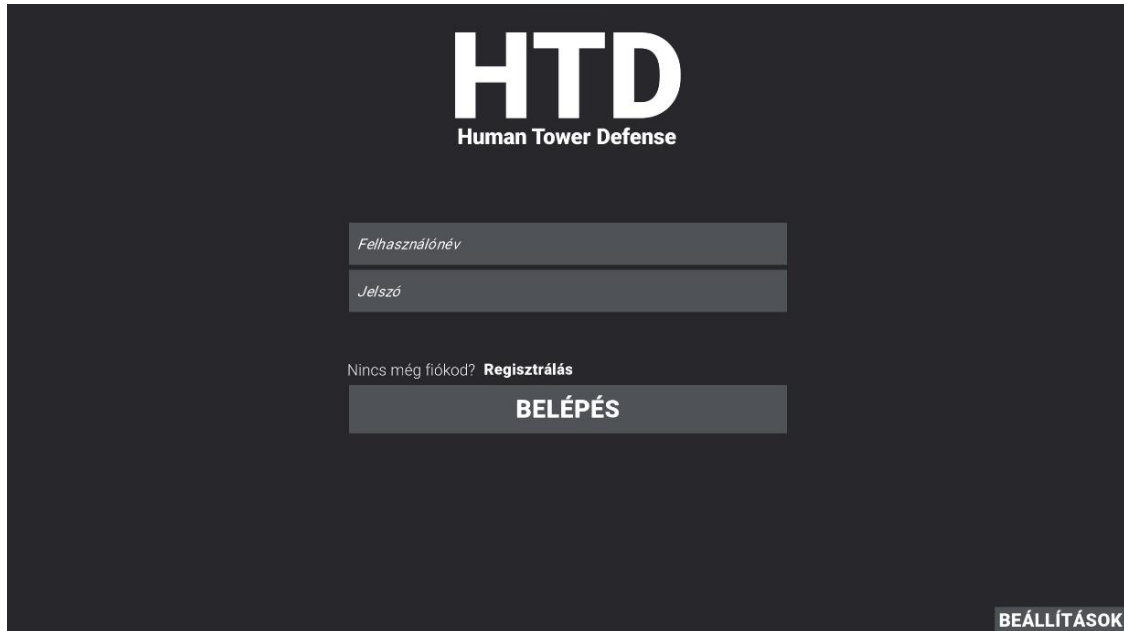 HTD
Human Tower Defense
Felhasználónév
Jelszó
Nincs még fiókod? Regisztrálás
BELÉPÉS
BEÁLLÍTÁSOK